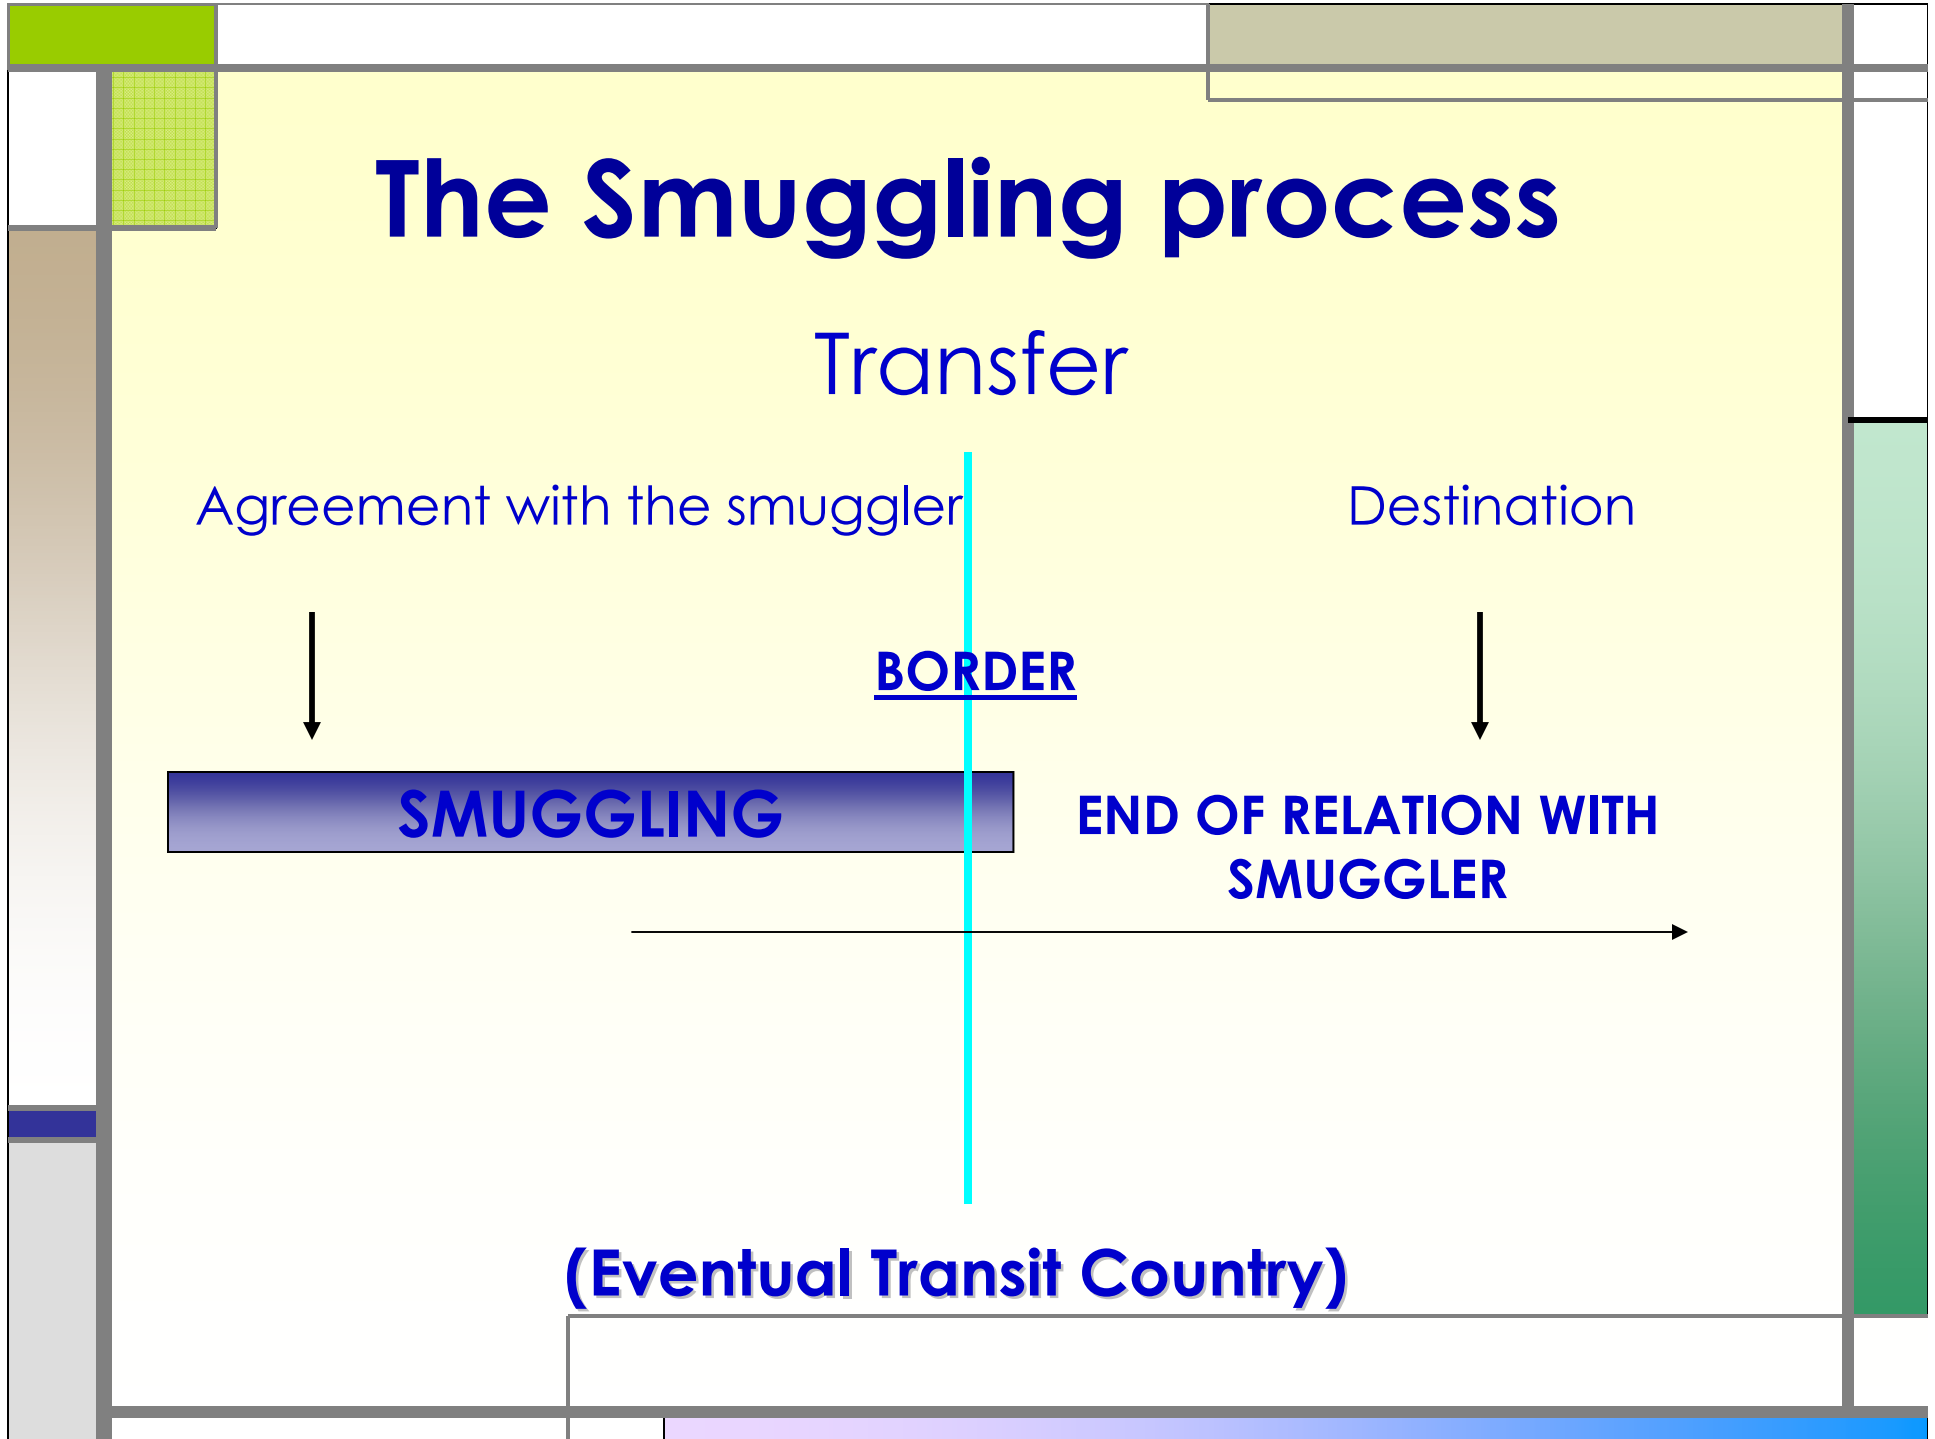 The Smuggling process
Transfer
Agreement with the smuggler
Destination
BORDER
SMUGGLING
END OF RELATION WITH
SMUGGLER
(Eventual Transit Country)